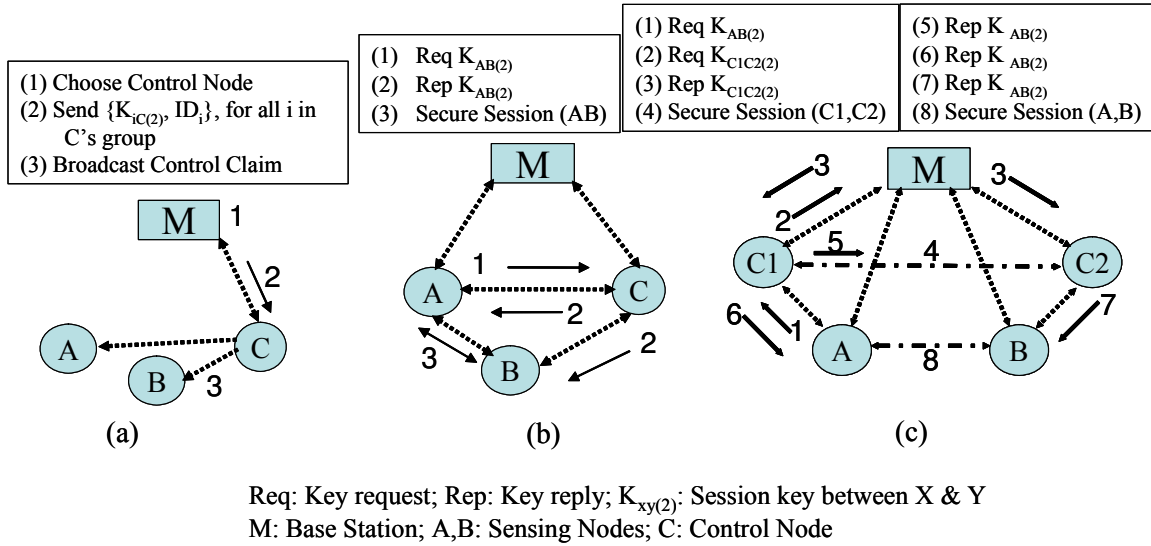 (1) Choose Control Node
(2) Send {K_iC(2), ID_i}, for all i in
C's group
(3) Broadcast Control Claim
(1) Req K_AB(2)
(2) Rep K_AB(2)
(3) Secure Session (AB)
(1) Req K_AB(2)
(2) Req K_C1C2(2)
(3) Rep K_C1C2(2)
(4) Secure Session (C1,C2)
(5) Rep K _AB(2)
(6) Rep K _AB(2)
(7) Rep K _AB(2)
(8) Secure Session (A,B)
M
1
2
A
C
B
3
(a)
M
1
A
C
2
3
B
2
(b)
3
M
3
2
5
C1
4
C2
6
1
7
A
8
B
(c)
Req: Key request; Rep: Key reply; K_xy(2): Session key between X & Y
M: Base Station; A,B: Sensing Nodes; C: Control Node